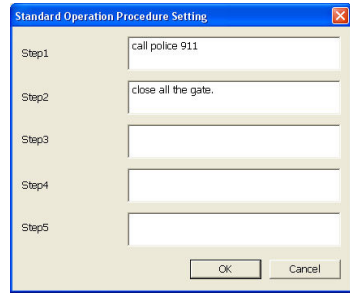 Standard Operation Procedure Setting
Step1
call police 911
Step2
close all the gate.
Step3
Step4
Step5
OK Cancel